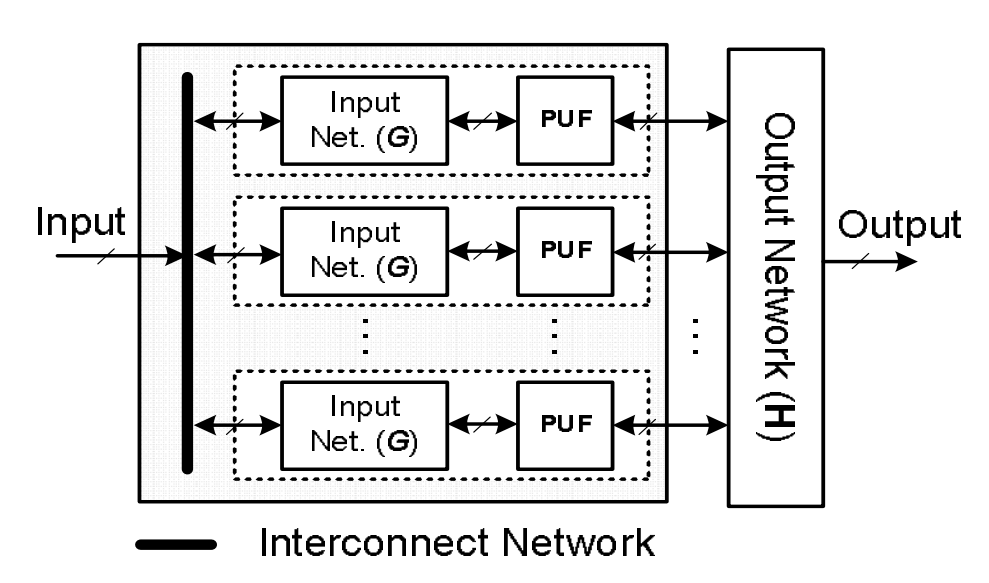 Input
Net. (G)
PUF
Input
Input
Net. (G)
PUF
Input
Net. (G)
PUF
Output Network (H)
Output
Interconnect Network